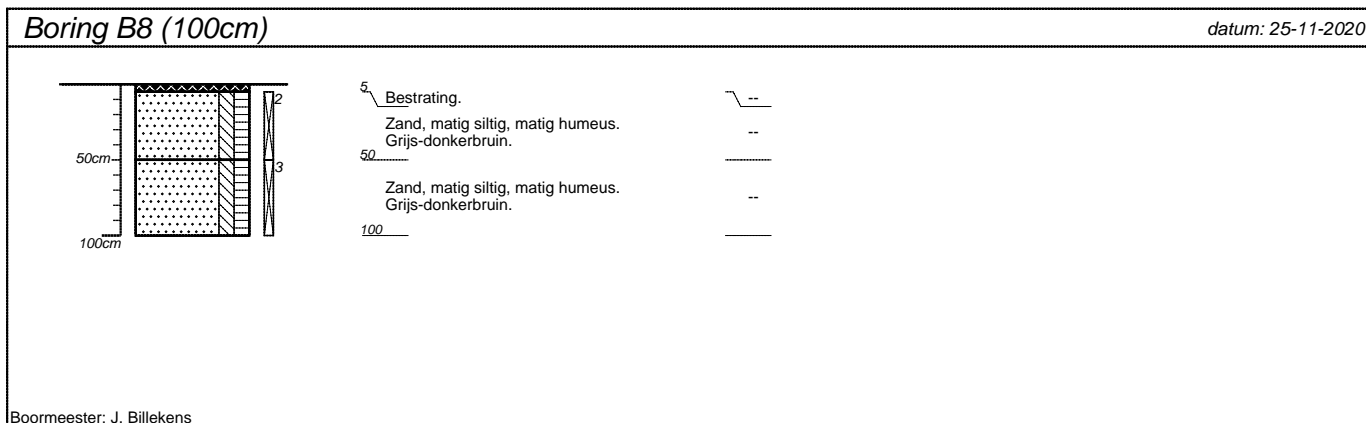 Boring B8 (100cm)
datum: 25-11-2020
5
Bestrating.
--
2
Zand, matig siltig, matig humeus.
Grijs-donkerbruin.
--
50cm
50
3
Zand, matig siltig, matig humeus.
Grijs-donkerbruin.
--
100
100cm
Boormeester: J. Billekens